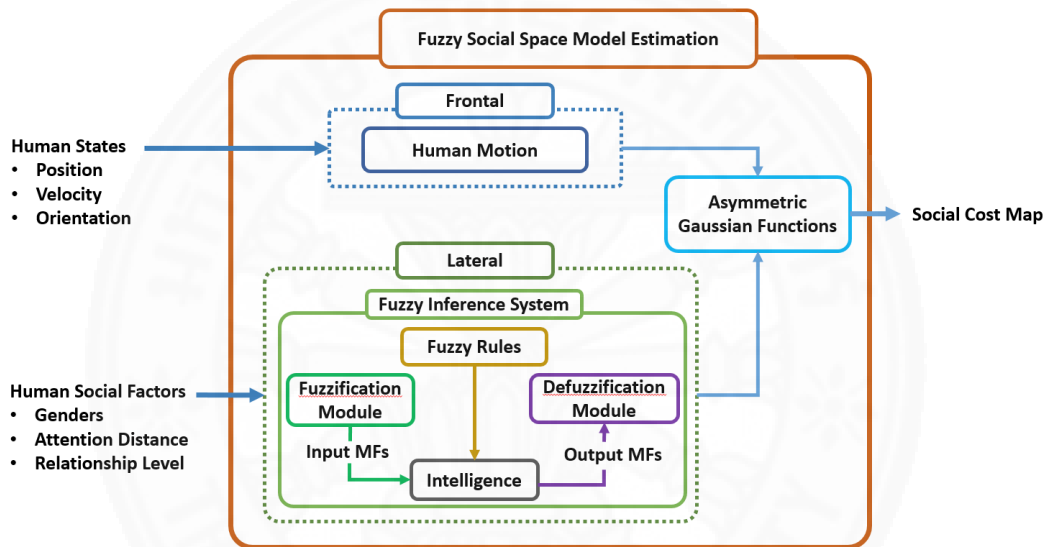 Fuzzy Social Space Model Estimation
Frontal
Human Motion
Human States
• Position
• Velocity
• Orientation
Asymmetric
Gaussian Functions
Social Cost Map
Lateral
Fuzzy Inference System
Fuzzy Rules
Human Social Factors
• Genders
• Attention Distance
• Relationship Level
Fuzzification
Module
Defuzzification
Module
Input MFs
Output MFs
Intelligence